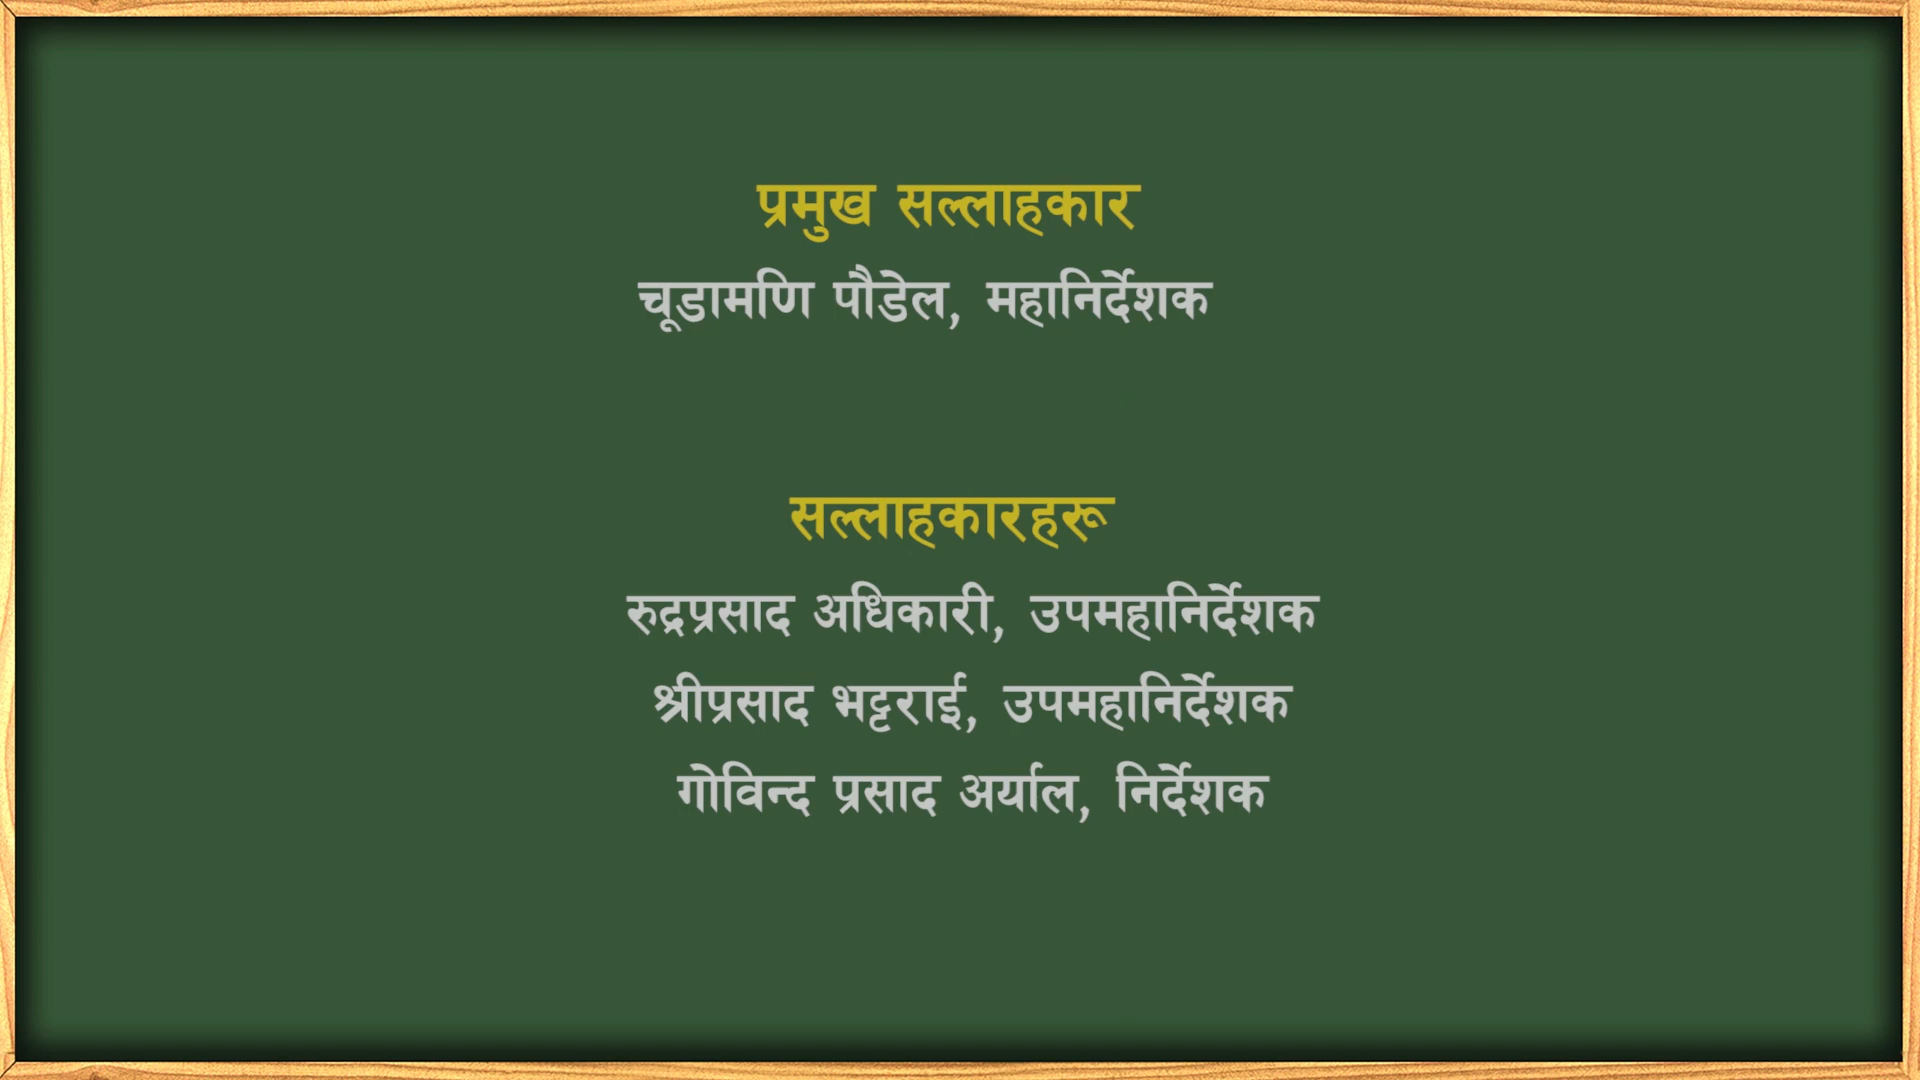 प्रमुख सल्लाहकार
चूडामणि पौडेल, महानिर्देशक
सल्लाहकारहरू
रुद्रप्रसाद अधिकारी, उपमहानिर्देशक
श्रीप्रसाद भट्टराई, उपमहानिर्देशक
गोविन्द प्रसाद अर्याल, निर्देशक